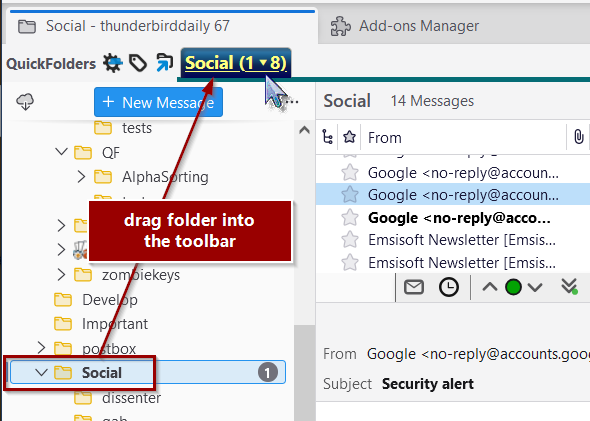 Social - thunderbirddaily 67
Add-ons Manager
QuickFolders
Social (1▾8)
+ New Message
tests
QF
AlphaSorting
drag folder into
the toolbar
zombiekeys
Develop
Important
postbox
Social 1
dissenter
gab
Social 14 Messages
From
Google <no-reply@accoun...
Google <no-reply@accoun...
Google <no-reply@acco...
Emsisoft Newsletter [Emsis...
Emsisoft Newsletter [Emsis...
From Google <no-reply@accounts.goog
Subject Security alert